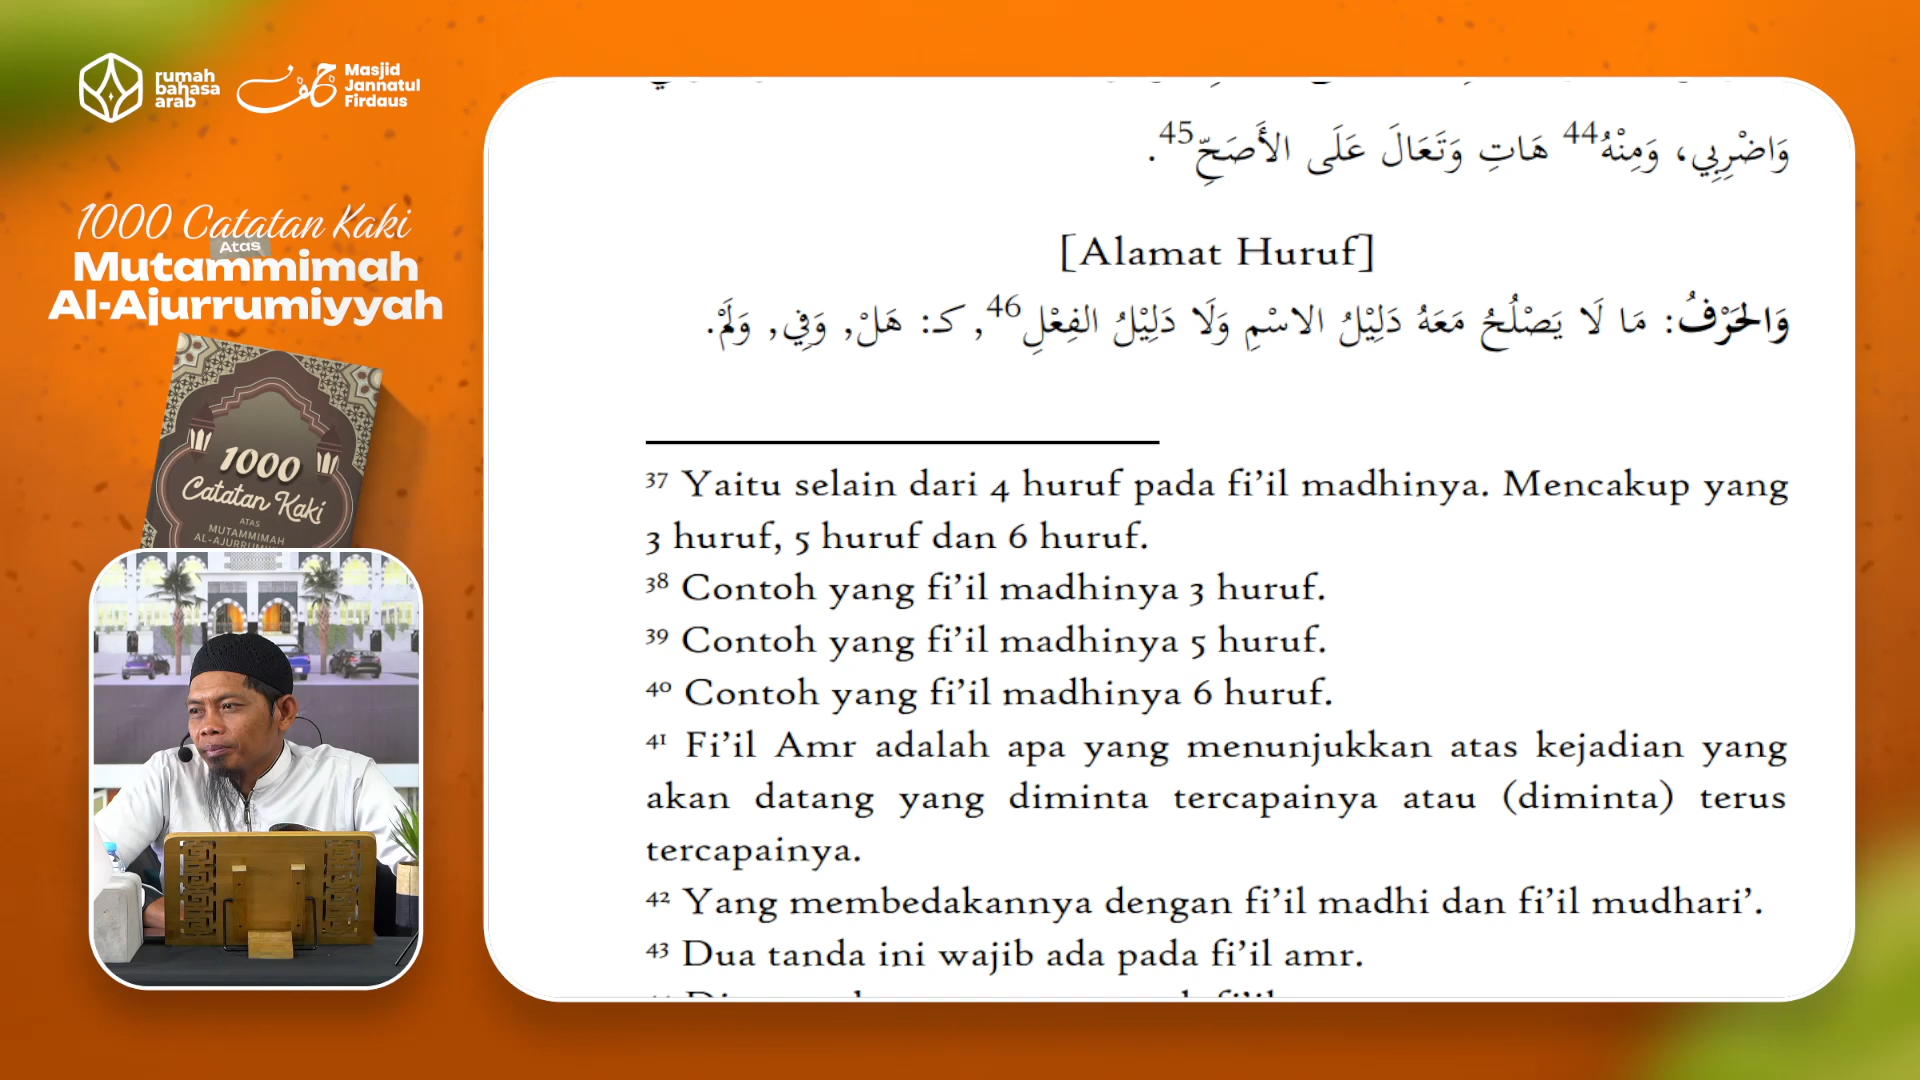 rumah
bahasa
arab
Masjid
Jannatul
Firdaus
1000 Catatan Kaki
Atas
Mutammimah
Al-Ajurrumiyyah
1000
Catatan Kaki
ATAS
MUTAMMIMAH
AL-AJURRUMIYYAH
وَاضْرِبِي، وَمِنْهُ44 هَاتِ وَتَعَالَ عَلَى الأَصَحِّ45.
[Alamat Huruf]
وَالحَرْفُ: مَا لَا يَصْلُحُ مَعَهُ دَلِيْلُ الاسْمِ وَلَا دَلِيْلُ الفِعْلِ46, كـ: هَلْ, وَفِي, وَلَمْ.
37 Yaitu selain dari 4 huruf pada fi’il madhinya. Mencakup yang
3 huruf, 5 huruf dan 6 huruf.
38 Contoh yang fi’il madhinya 3 huruf.
39 Contoh yang fi’il madhinya 5 huruf.
40 Contoh yang fi’il madhinya 6 huruf.
41 Fi’il Amr adalah apa yang menunjukkan atas kejadian yang
akan datang yang diminta tercapainya atau (diminta) terus
tercapainya.
42 Yang membedakannya dengan fi’il madhi dan fi’il mudhari’.
43 Dua tanda ini wajib ada pada fi’il amr.